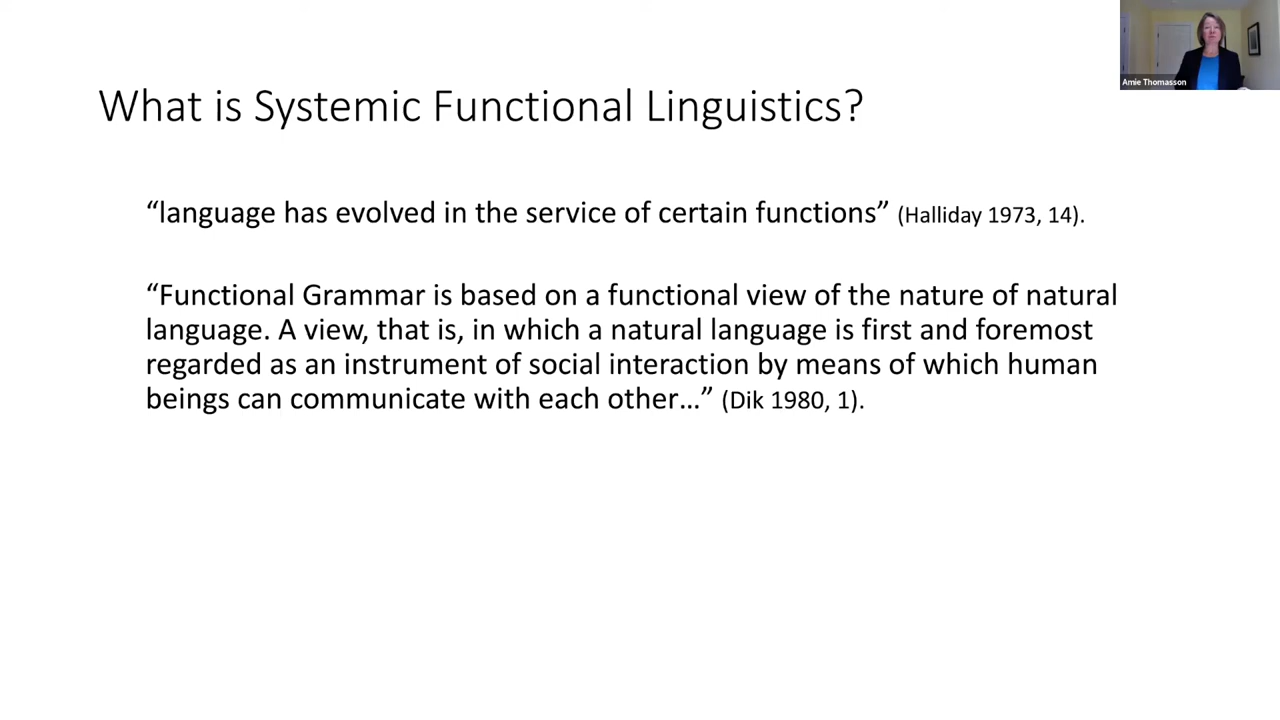 Amie Thomasson
What is Systemic Functional Linguistics?
“language has evolved in the service of certain functions” (Halliday 1973, 14).
“Functional Grammar is based on a functional view of the nature of natural
language. A view, that is, in which a natural language is first and foremost
regarded as an instrument of social interaction by means of which human
beings can communicate with each other…” (Dik 1980, 1).